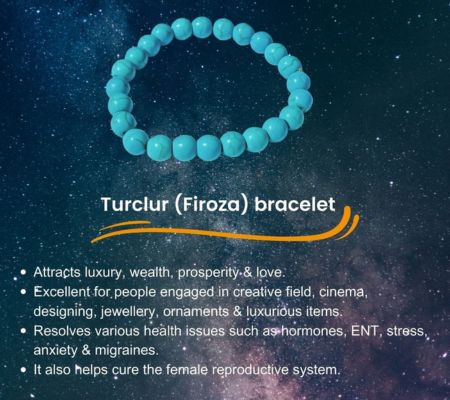 Turclur (Firoza) bracelet
• Attracts luxury, wealth, prosperity & love.
• Excellent for people engaged in creative field, cinema,
designing, jewellery, ornaments & luxurious items.
• Resolves various health issues such as hormones, ENT, stress,
anxiety & migraines.
• It also helps cure the female reproductive system.